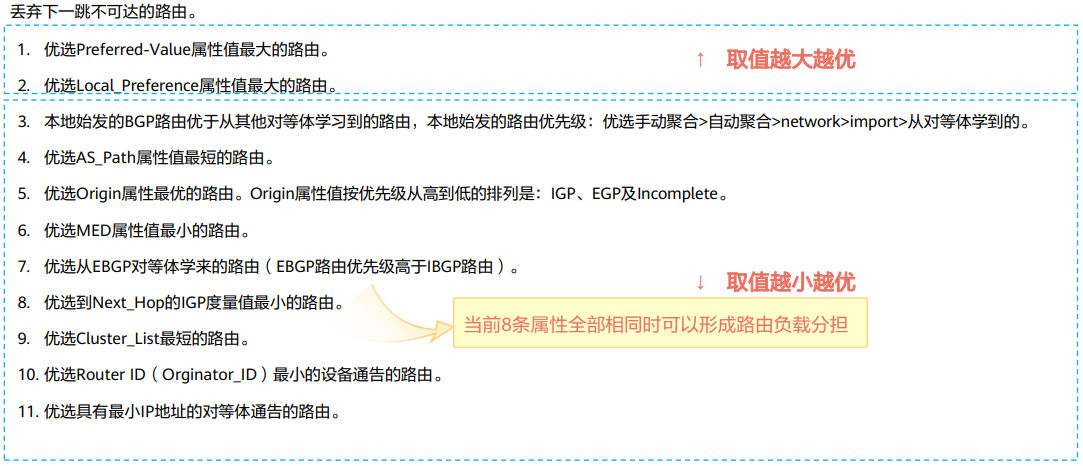 丢弃下一跳不可达的路由。
1. 优选Preferred-Value属性值最大的路由。
↑ 取值越大越优
2. 优选Local_Preference属性值最大的路由。
3. 本地始发的BGP路由优于从其他对等体学习到的路由，本地始发的路由优先级：优选手动聚合>自动聚合>network>import>从对等体学到的。
4. 优选AS_Path属性值最短的路由。
5. 优选Origin属性最优的路由。Origin属性值按优先级从高到低的排列是：IGP、EGP及Incomplete。
6. 优选MED属性值最小的路由。
7. 优选从EBGP对等体学来的路由（EBGP路由优先级高于IBGP路由）。
↓ 取值越小越优
8. 优选到Next_Hop的IGP度量值最小的路由。
当前8条属性全部相同时可以形成路由负载分担
9. 优选Cluster_List最短的路由。
10. 优选Router ID（Orginator_ID）最小的设备通告的路由。
11. 优选具有最小IP地址的对等体通告的路由。